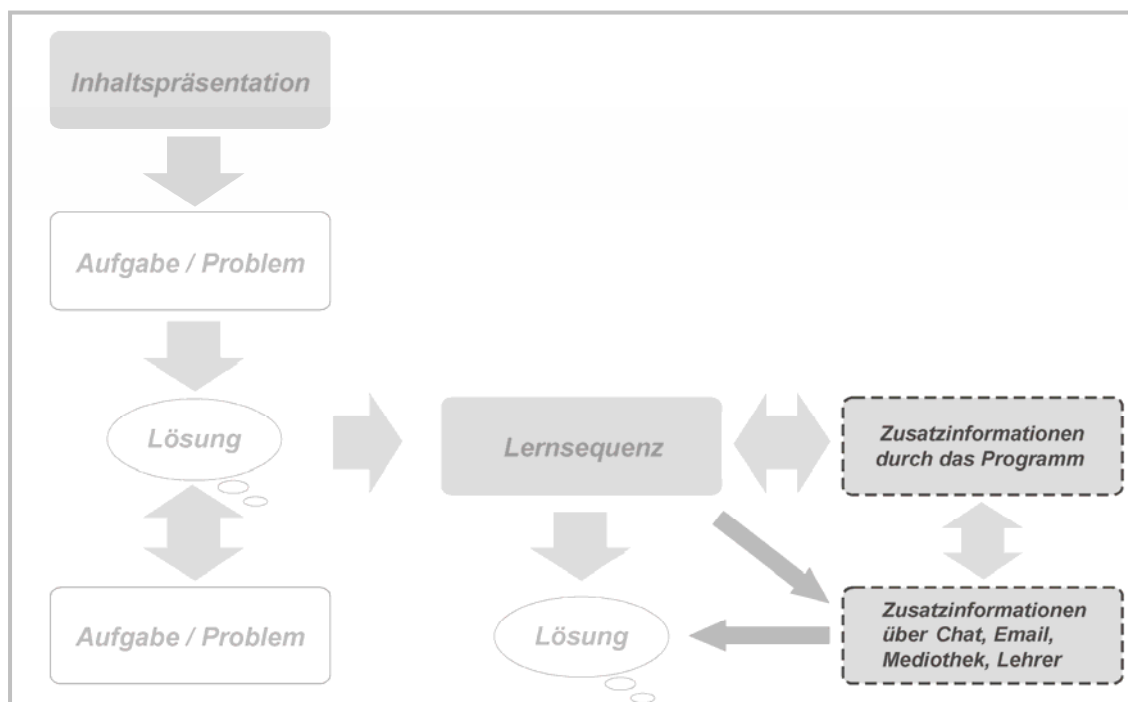 Inhaltspräsentation
Aufgabe / Problem
Lösung
Aufgabe / Problem
Lernsequenz
Lösung
Zusatzinformationen
durch das Programm
Zusatzinformationen
über Chat, Email,
Mediothek, Lehrer